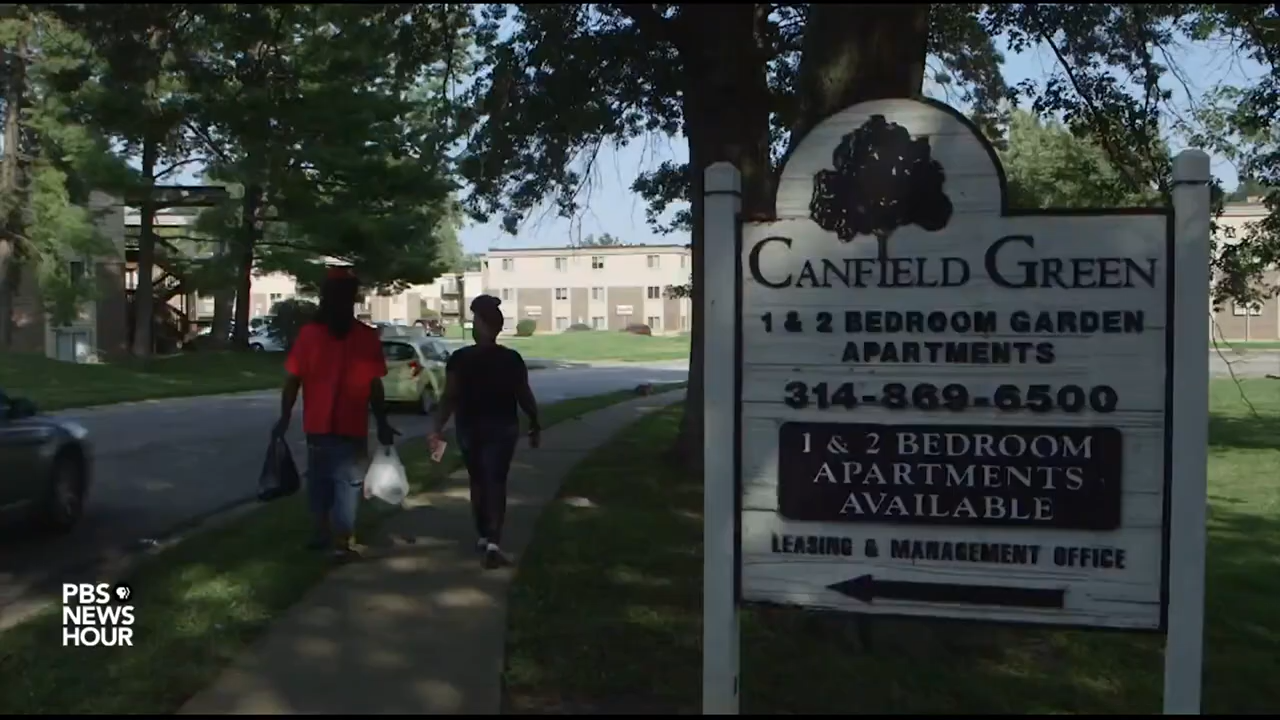 CANFIELD GREEN
1 & 2 BEDROOM GARDEN
APARTMENTS
314-869-6500
1 & 2 BEDROOM
APARTMENTS
AVAILABLE
LEASING & MANAGEMENT OFFICE
PBS
NEWS
HOUR